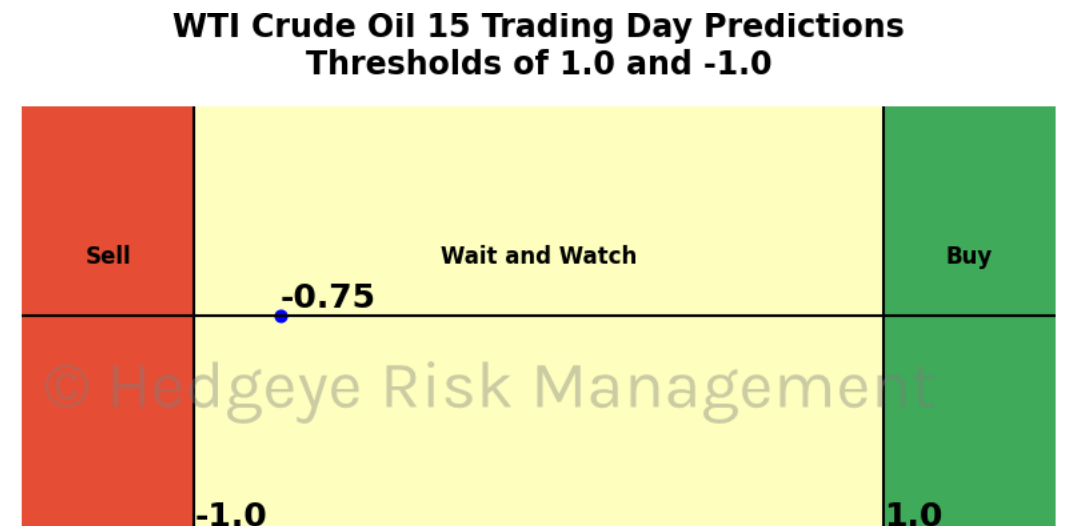 WTI Crude Oil 15 Trading Day Predictions
Thresholds of 1.0 and -1.0
Sell
Wait and Watch
Buy
-0.75
© Hedgeye Risk Management
-1.0
1.0